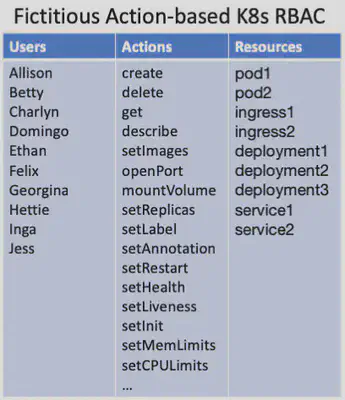 Fictitious Action-based K8s RBAC
Users Actions Resources
Allison create pod1
Betty delete pod2
Charlyn get ingress1
Domingo describe ingress2
Ethan setImages deployment1
Felix openPort deployment2
Georgina mountVolume deployment3
Hettie setReplicas service1
Inga setLabel service2
Jess setAnnotation
setRestart
setHealth
setLiveness
setInit
setMemLimits
setCPULimits
...